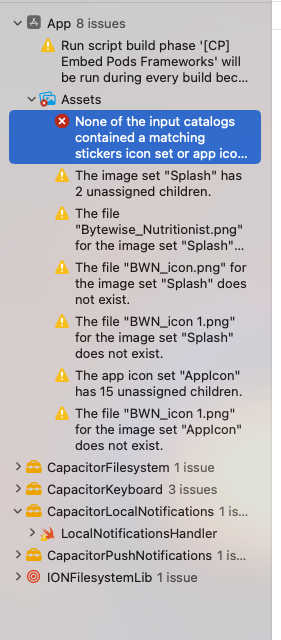 App 8 issues
Run script build phase '[CP]
Embed Pods Frameworks' will
be run during every build bec...
Assets
None of the input catalogs
contained a matching
stickers icon set or app ico...
The image set "Splash" has
2 unassigned children.
The file
"Bytewise_Nutritionist.png"
for the image set "Splash"...
The file "BWN_icon.png" for
the image set "Splash" does
not exist.
The file "BWN_icon 1.png"
for the image set "Splash"
does not exist.
The app icon set "AppIcon"
has 15 unassigned children.
The file "BWN_icon 1.png"
for the image set "AppIcon"
does not exist.
CapacitorFilesystem 1 issue
CapacitorKeyboard 3 issues
CapacitorLocalNotifications 1 is...
LocalNotificationsHandler
CapacitorPushNotifications 1 is...
IONFilesystemLib 1 issue